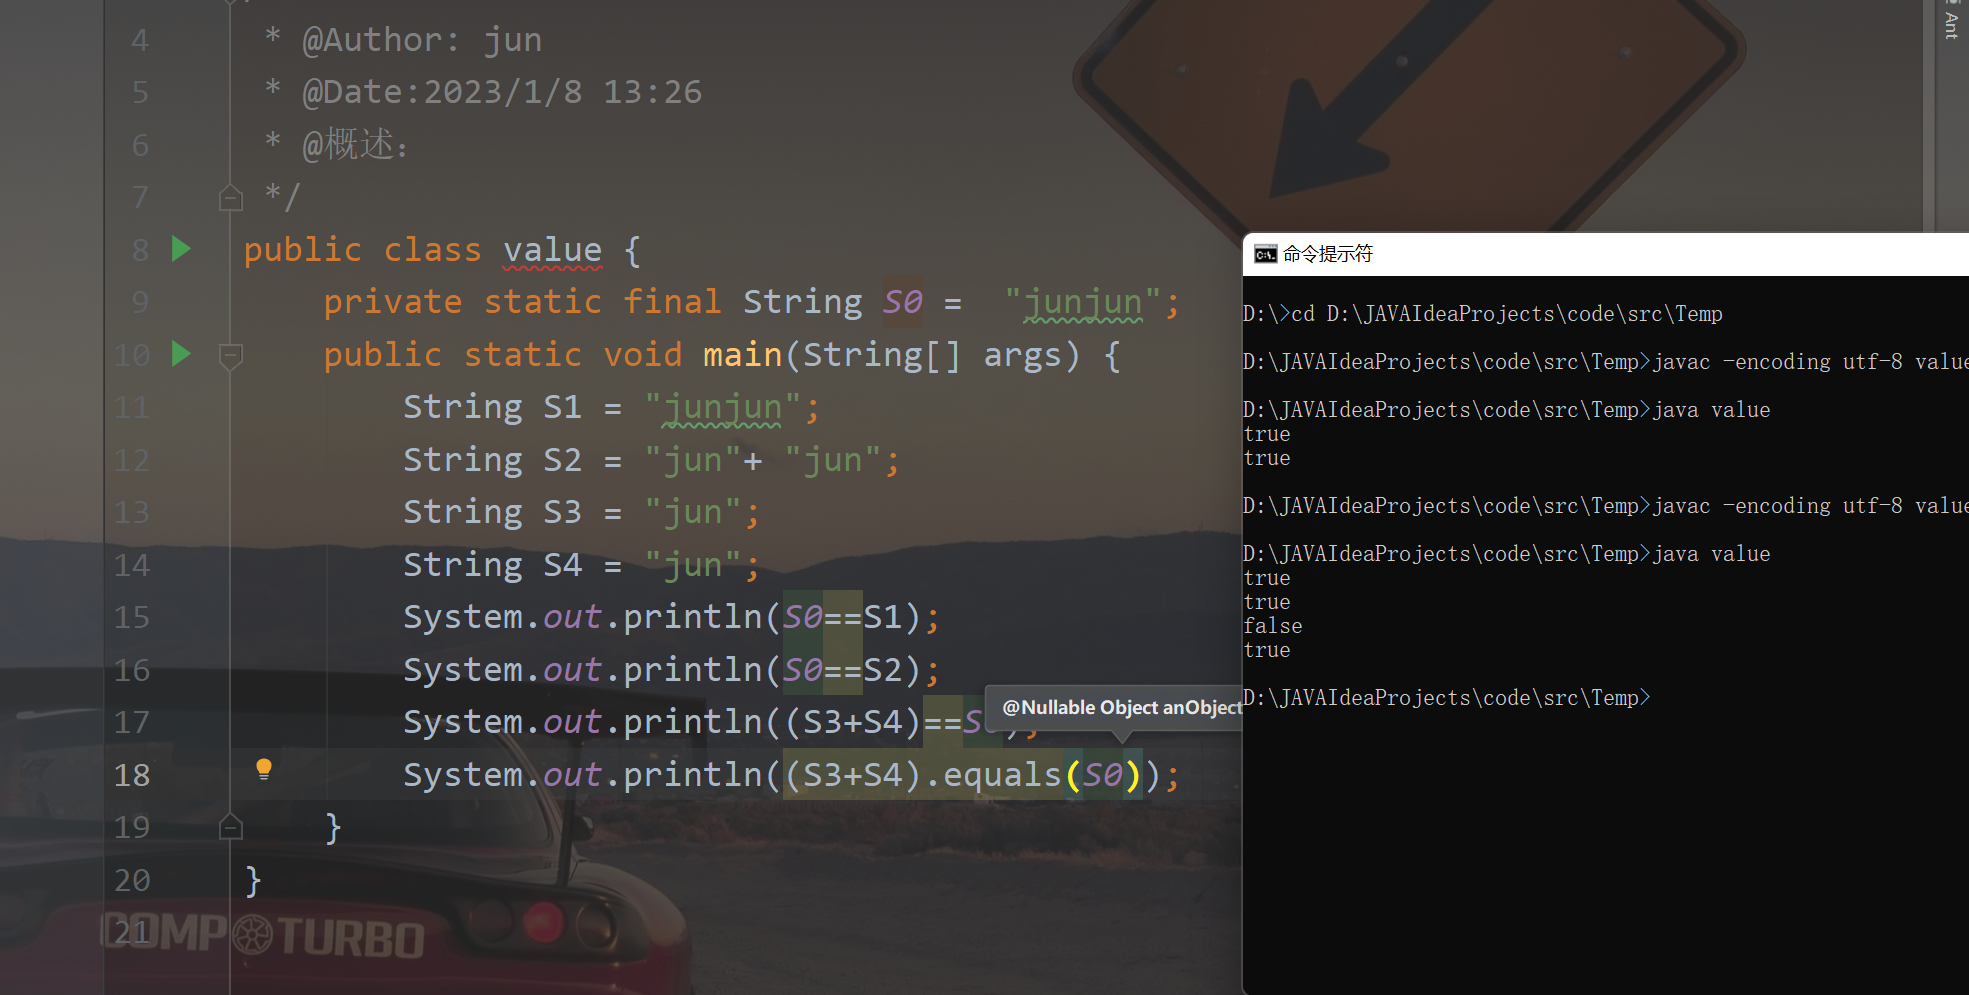 4 * @Author: jun
5 * @Date:2023/1/8 13:26
6 * @概述:
7 */
8 public class value {
9 private static final String S0 = "junjun";
10 public static void main(String[] args) {
11 String S1 = "junjun";
12 String S2 = "jun"+ "jun";
13 String S3 = "jun";
14 String S4 = "jun";
15 System.out.println(S0==S1);
16 System.out.println(S0==S2);
17 System.out.println((S3+S4)==S
@Nullable Object anObject
18 System.out.println((S3+S4).equals(S0));
19 }
20 }
21
COMP TURBO
Ant
命令提示符
D:\>cd D:\JAVAIdeaProjects\code\src\Temp
D:\JAVAIdeaProjects\code\src\Temp>javac -encoding utf-8 value
D:\JAVAIdeaProjects\code\src\Temp>java value
true
true
D:\JAVAIdeaProjects\code\src\Temp>javac -encoding utf-8 value
D:\JAVAIdeaProjects\code\src\Temp>java value
true
true
false
true
D:\JAVAIdeaProjects\code\src\Temp>